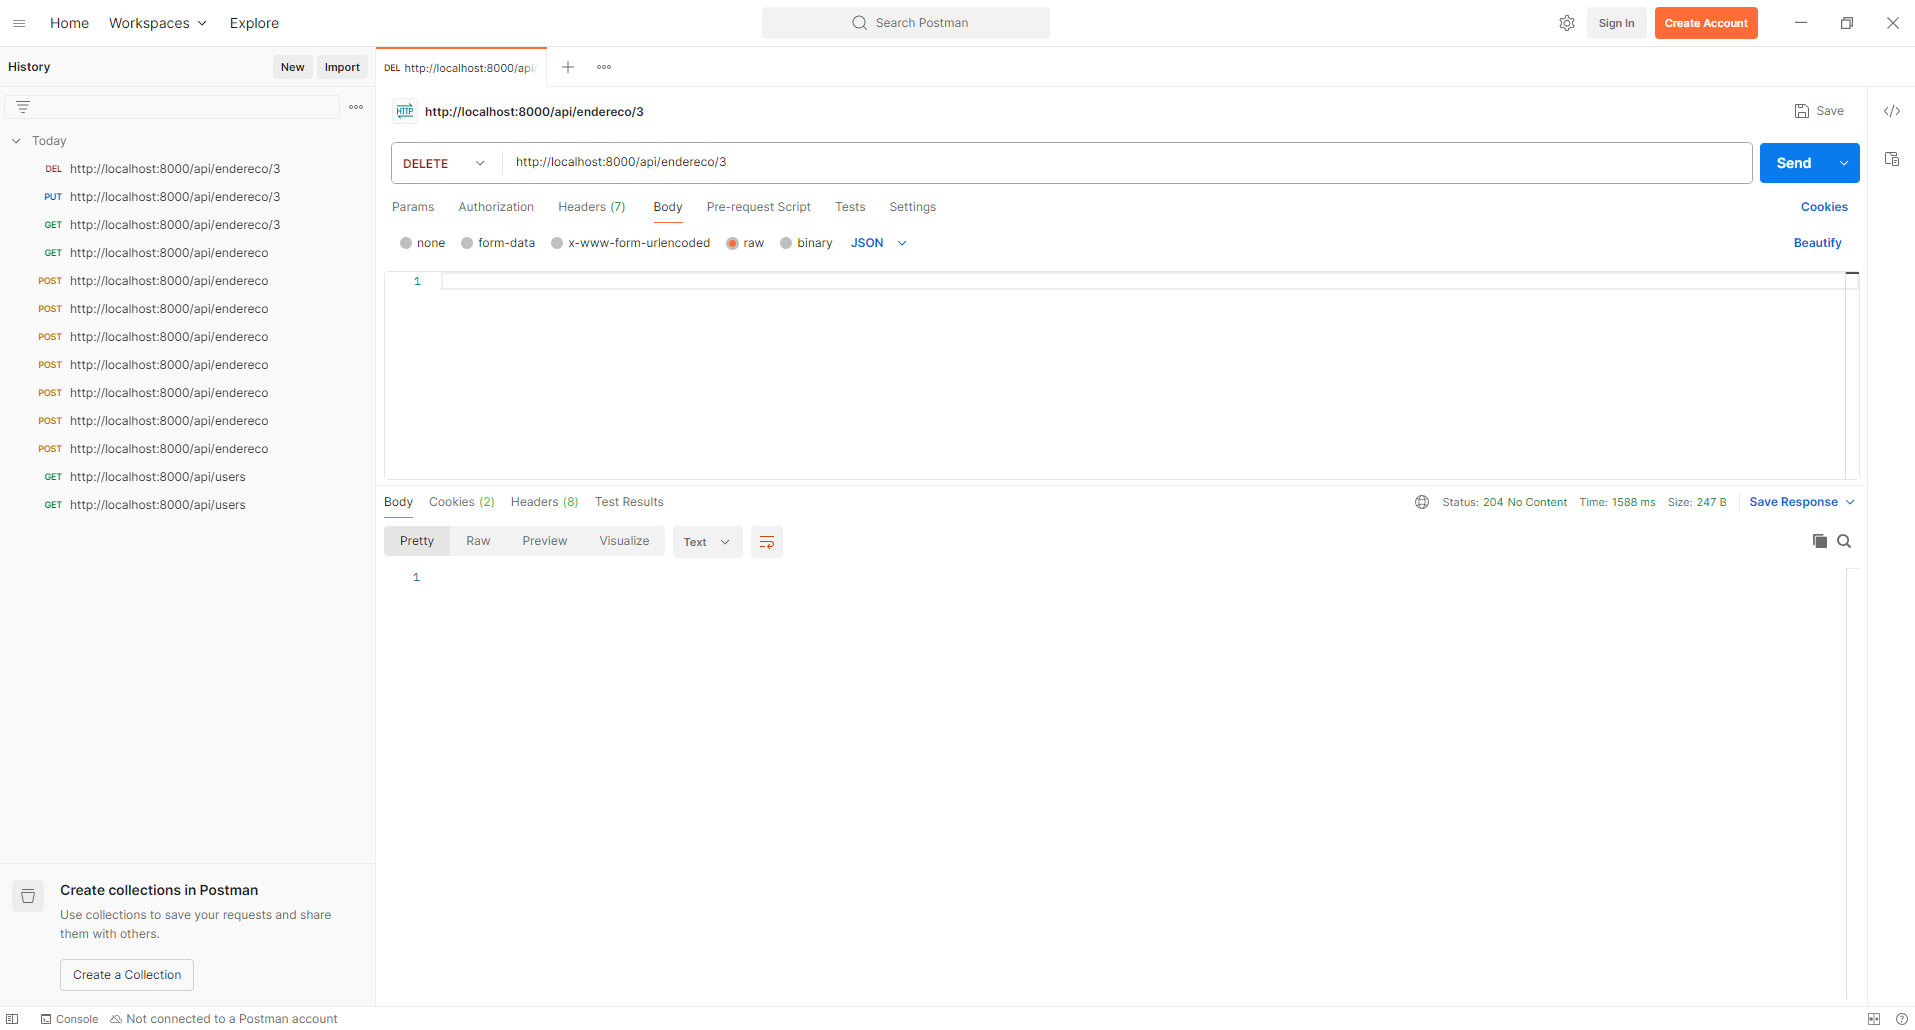 Home Workspaces Explore Search Postman Sign In Create Account
History New Import DEL http://localhost:8000/api/
Today
DEL http://localhost:8000/api/endereco/3
PUT http://localhost:8000/api/endereco/3
GET http://localhost:8000/api/endereco/3
GET http://localhost:8000/api/endereco
POST http://localhost:8000/api/endereco
POST http://localhost:8000/api/endereco
POST http://localhost:8000/api/endereco
POST http://localhost:8000/api/endereco
POST http://localhost:8000/api/endereco
POST http://localhost:8000/api/endereco
POST http://localhost:8000/api/endereco
GET http://localhost:8000/api/users
GET http://localhost:8000/api/users
Create collections in Postman
Use collections to save your requests and share
them with others.
Create a Collection
HTTP http://localhost:8000/api/endereco/3 Save
DELETE http://localhost:8000/api/endereco/3 Send
Params Authorization Headers (7) Body Pre-request Script Tests Settings Cookies
none form-data x-www-form-urlencoded raw binary JSON Beautify
1
Body Cookies (2) Headers (8) Test Results Status: 204 No Content Time: 1588 ms Size: 247 B Save Response
Pretty Raw Preview Visualize Text
1
Console Not connected to a Postman account